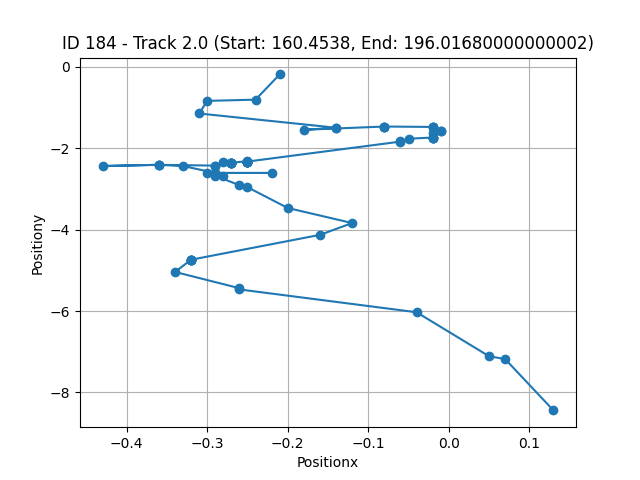 ID 184 - Track 2.0 (Start: 160.4538, End: 196.01680000000002)
0
−2
−4
−6
−8
Positiony
−0.4 −0.3 −0.2 −0.1 0.0 0.1
Positionx